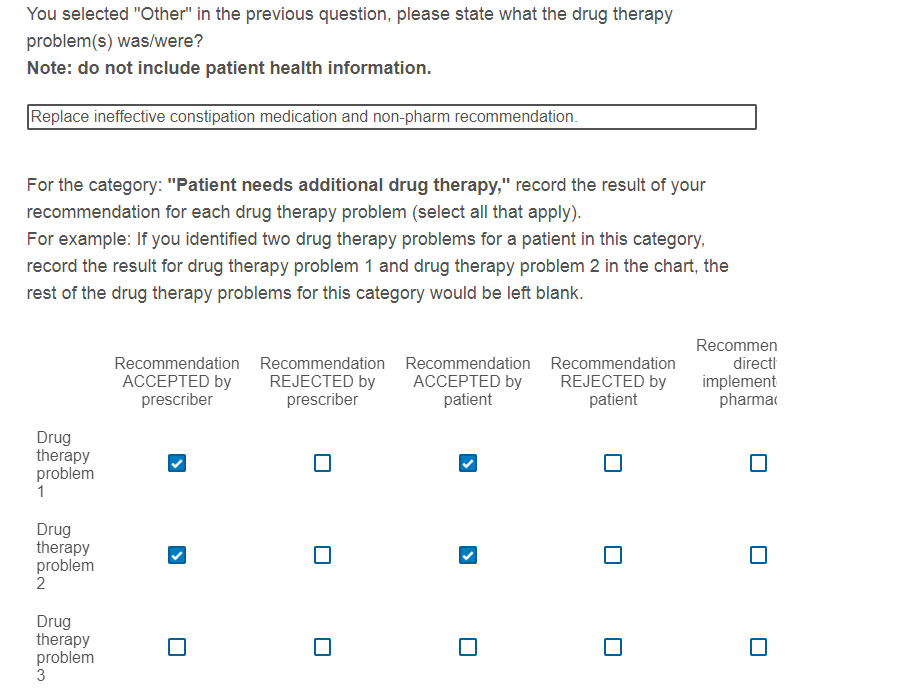 You selected "Other" in the previous question, please state what the drug therapy
problem(s) was/were?
Note: do not include patient health information.
Replace ineffective constipation medication and non-pharm recommendation.
For the category: "Patient needs additional drug therapy," record the result of your
recommendation for each drug therapy problem (select all that apply).
For example: If you identified two drug therapy problems for a patient in this category,
record the result for drug therapy problem 1 and drug therapy problem 2 in the chart, the
rest of the drug therapy problems for this category would be left blank.
Recommendation
ACCEPTED by
prescriber
Recommendation
REJECTED by
prescriber
Recommendation
ACCEPTED by
patient
Recommendation
REJECTED by
patient
Recommen
directl
implement
pharmac
Drug
therapy
problem
1
Drug
therapy
problem
2
Drug
therapy
problem
3